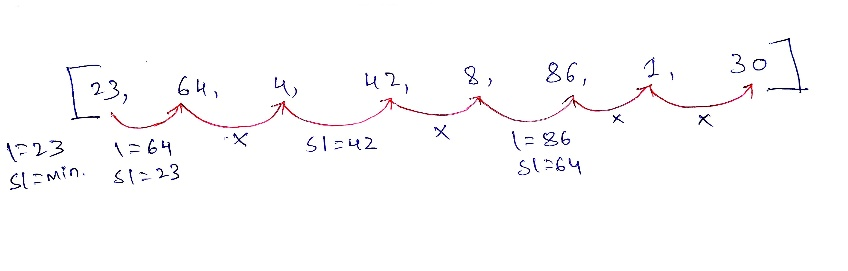 [23, 64, 4, 42, 8, 86, 1, 30]
l=23 l=64 x sl=42 x l=86 x x
sl=min. sl=23 sl=64